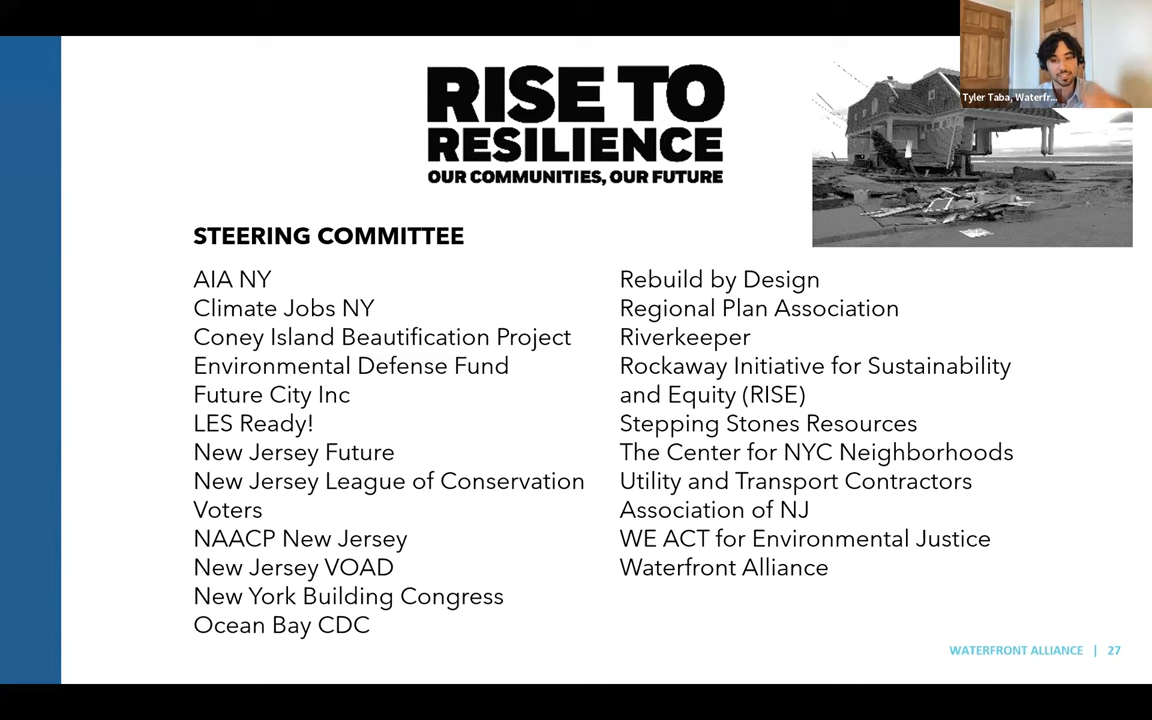 RISE TO
RESILIENCE
OUR COMMUNITIES, OUR FUTURE
Tyler Taba, Waterfr...
STEERING COMMITTEE
AIA NY
Climate Jobs NY
Coney Island Beautification Project
Environmental Defense Fund
Future City Inc
LES Ready!
New Jersey Future
New Jersey League of Conservation
Voters
NAACP New Jersey
New Jersey VOAD
New York Building Congress
Ocean Bay CDC
Rebuild by Design
Regional Plan Association
Riverkeeper
Rockaway Initiative for Sustainability
and Equity (RISE)
Stepping Stones Resources
The Center for NYC Neighborhoods
Utility and Transport Contractors
Association of NJ
WE ACT for Environmental Justice
Waterfront Alliance
WATERFRONT ALLIANCE | 27